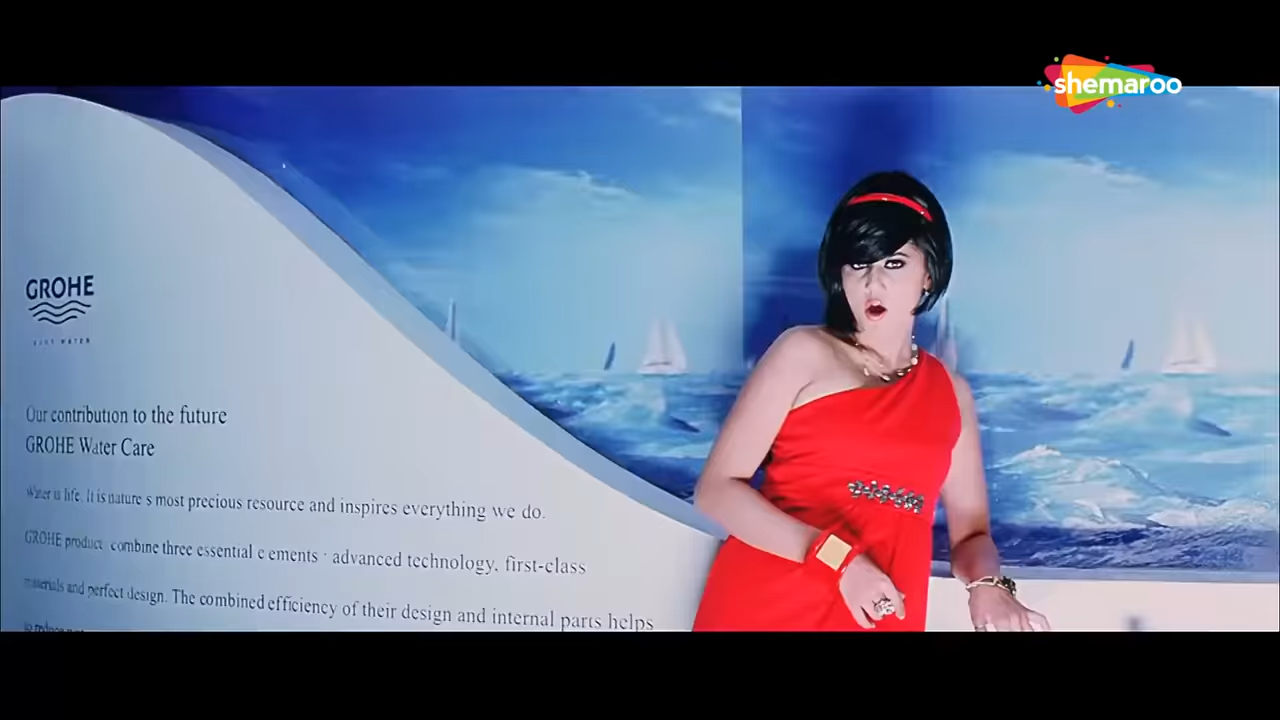 shemaroo
GROHE
Our contribution to the future
GROHE Water Care
Water is life. It is nature s most precious resource and inspires everything we do.
GROHE product combine three essential e ements : advanced technology, first-class
materials and perfect design. The combined efficiency of their design and internal parts helps